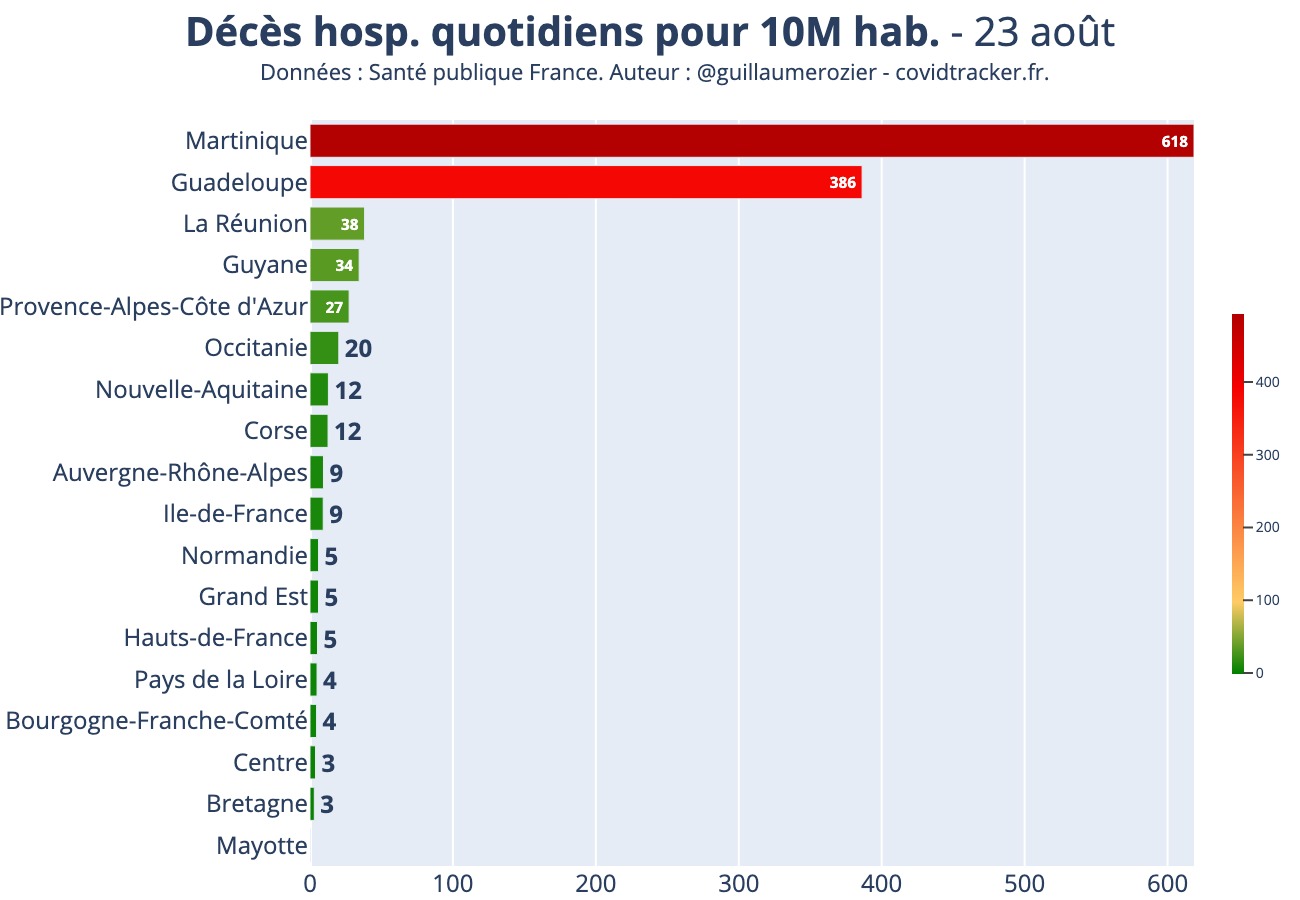 Décès hosp. quotidiens pour 10M hab. - 23 août
Données : Santé publique France. Auteur : @guillaumerozier - covidtracker.fr.
Martinique 618
Guadeloupe 386
La Réunion 38
Guyane 34
Provence-Alpes-Côte d'Azur 27
Occitanie 20
Nouvelle-Aquitaine 12
Corse 12
Auvergne-Rhône-Alpes 9
Ile-de-France 9
Normandie 5
Grand Est 5
Hauts-de-France 5
Pays de la Loire 4
Bourgogne-Franche-Comté 4
Centre 3
Bretagne 3
Mayotte
0 100 200 300 400 500 600
400
300
200
100
0